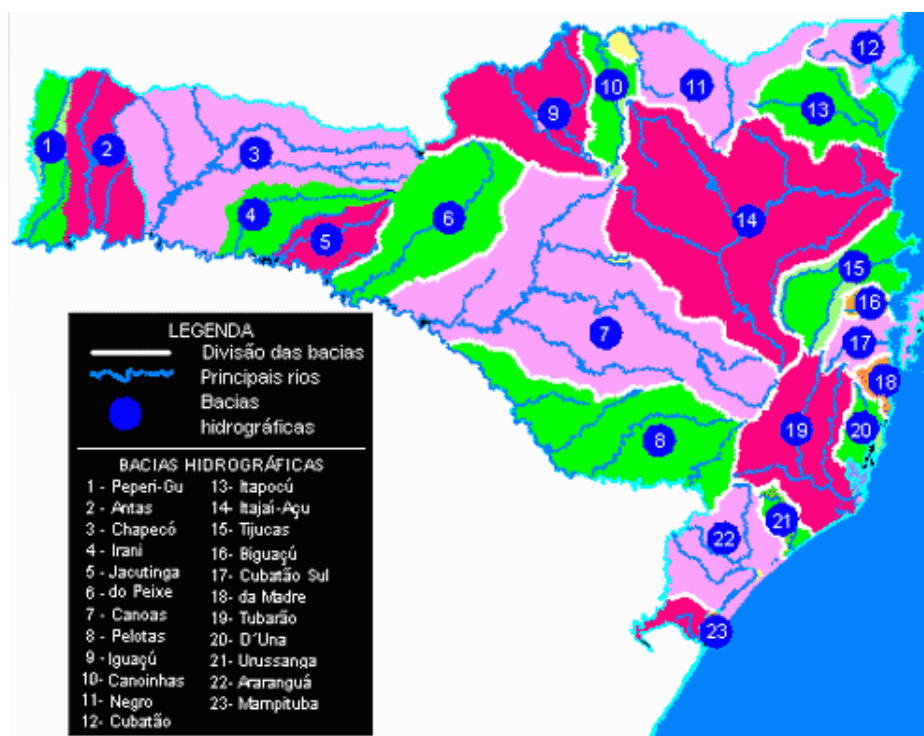 12
11
10
13
9
1
2
3
4
5
6
14
15
16
17
7
18
19
20
8
21
22
23
LEGENDA
Divisão das bacias
Principais rios
Bacias
hidrográficas
BACIAS HIDROGRÁFICAS
1 - Peperi-Gu
2 - Antas
3 - Chapecó
4 - Irani
5 - Jacutinga
6 - do Peixe
7 - Canoas
8 - Pelotas
9 - Iguaçú
10- Canoinhas
11- Negro
12- Cubatão
13- Itapocú
14- Itajaí-Açu
15- Tijucas
16- Biguaçú
17- Cubatão Sul
18- da Madre
19- Tubarão
20- D´Una
21- Urussanga
22- Araranguá
23- Mampituba